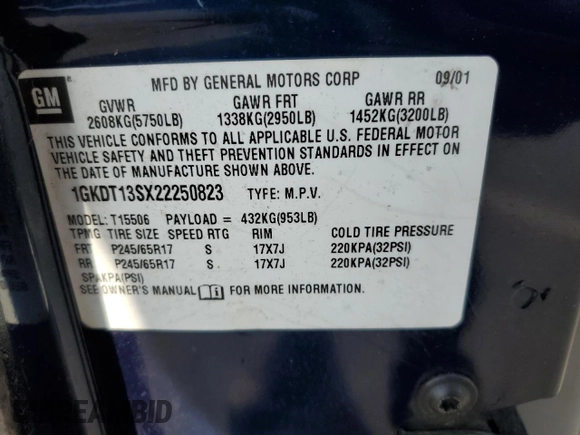 GM
MFD BY GENERAL MOTORS CORP 09/01
GVWR GAWR FRT GAWR RR
2608KG(5750LB) 1338KG(2950LB) 1452KG(3200LB)
THIS VEHICLE CONFORMS TO ALL APPLICABLE U.S. FEDERAL MOTOR
VEHICLE SAFETY AND THEFT PREVENTION STANDARDS IN EFFECT ON
THE DATE OF MANUFACTURE SHOWN ABOVE.
1GKDT13SX22250823 TYPE: M.P.V.
MODEL: T15506 PAYLOAD = 432KG(953LB)
TPMG TIRE SIZE SPEED RTG RIM COLD TIRE PRESSURE
FRT P245/65R17 S 17X7J 220KPA(32PSI)
RR P245/65R17 S 17X7J 220KPA(32PSI)
SPA KPA(PSI)
SEE OWNER'S MANUAL FOR MORE INFORMATION.